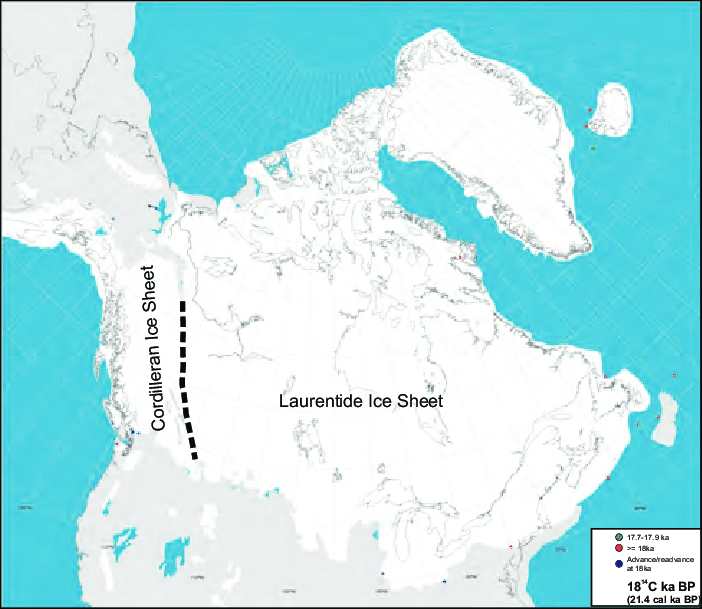 Cordilleran Ice Sheet
Laurentide Ice Sheet
17.7-17.9 ka
>= 18ka
Advance/readvance
at 18ka
18¹⁴C ka BP
(21.4 cal ka BP)